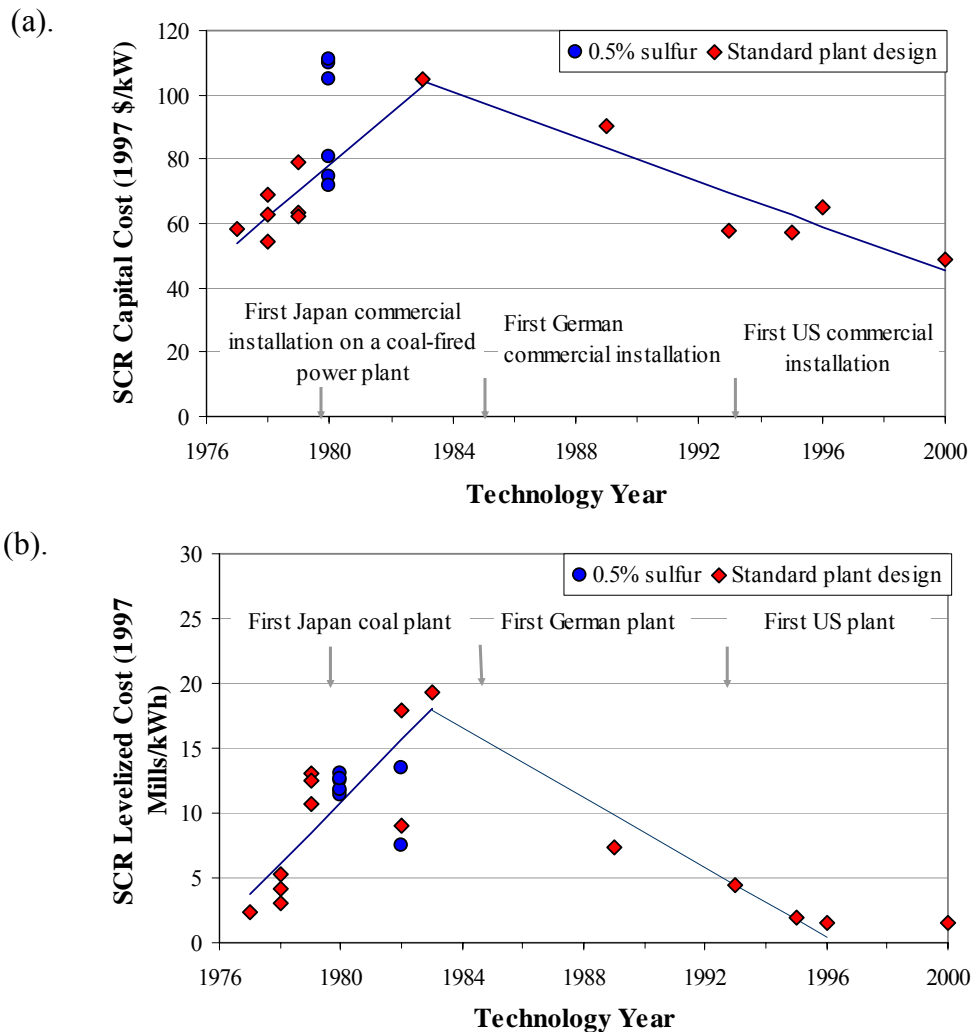 (a).
SCR Capital Cost (1997 $/kW)
120
100
80
60
40
20
0
0.5% sulfur
Standard plant design
First Japan commercial
installation on a coal-fired
power plant
First German
commercial installation
First US commercial
installation
1976
1980
1984
1988
1992
1996
2000
Technology Year
(b).
SCR Levelized Cost (1997
Mills/kWh)
30
25
20
15
10
5
0
0.5% sulfur
Standard plant design
First Japan coal plant
First German plant
First US plant
1976
1980
1984
1988
1992
1996
2000
Technology Year